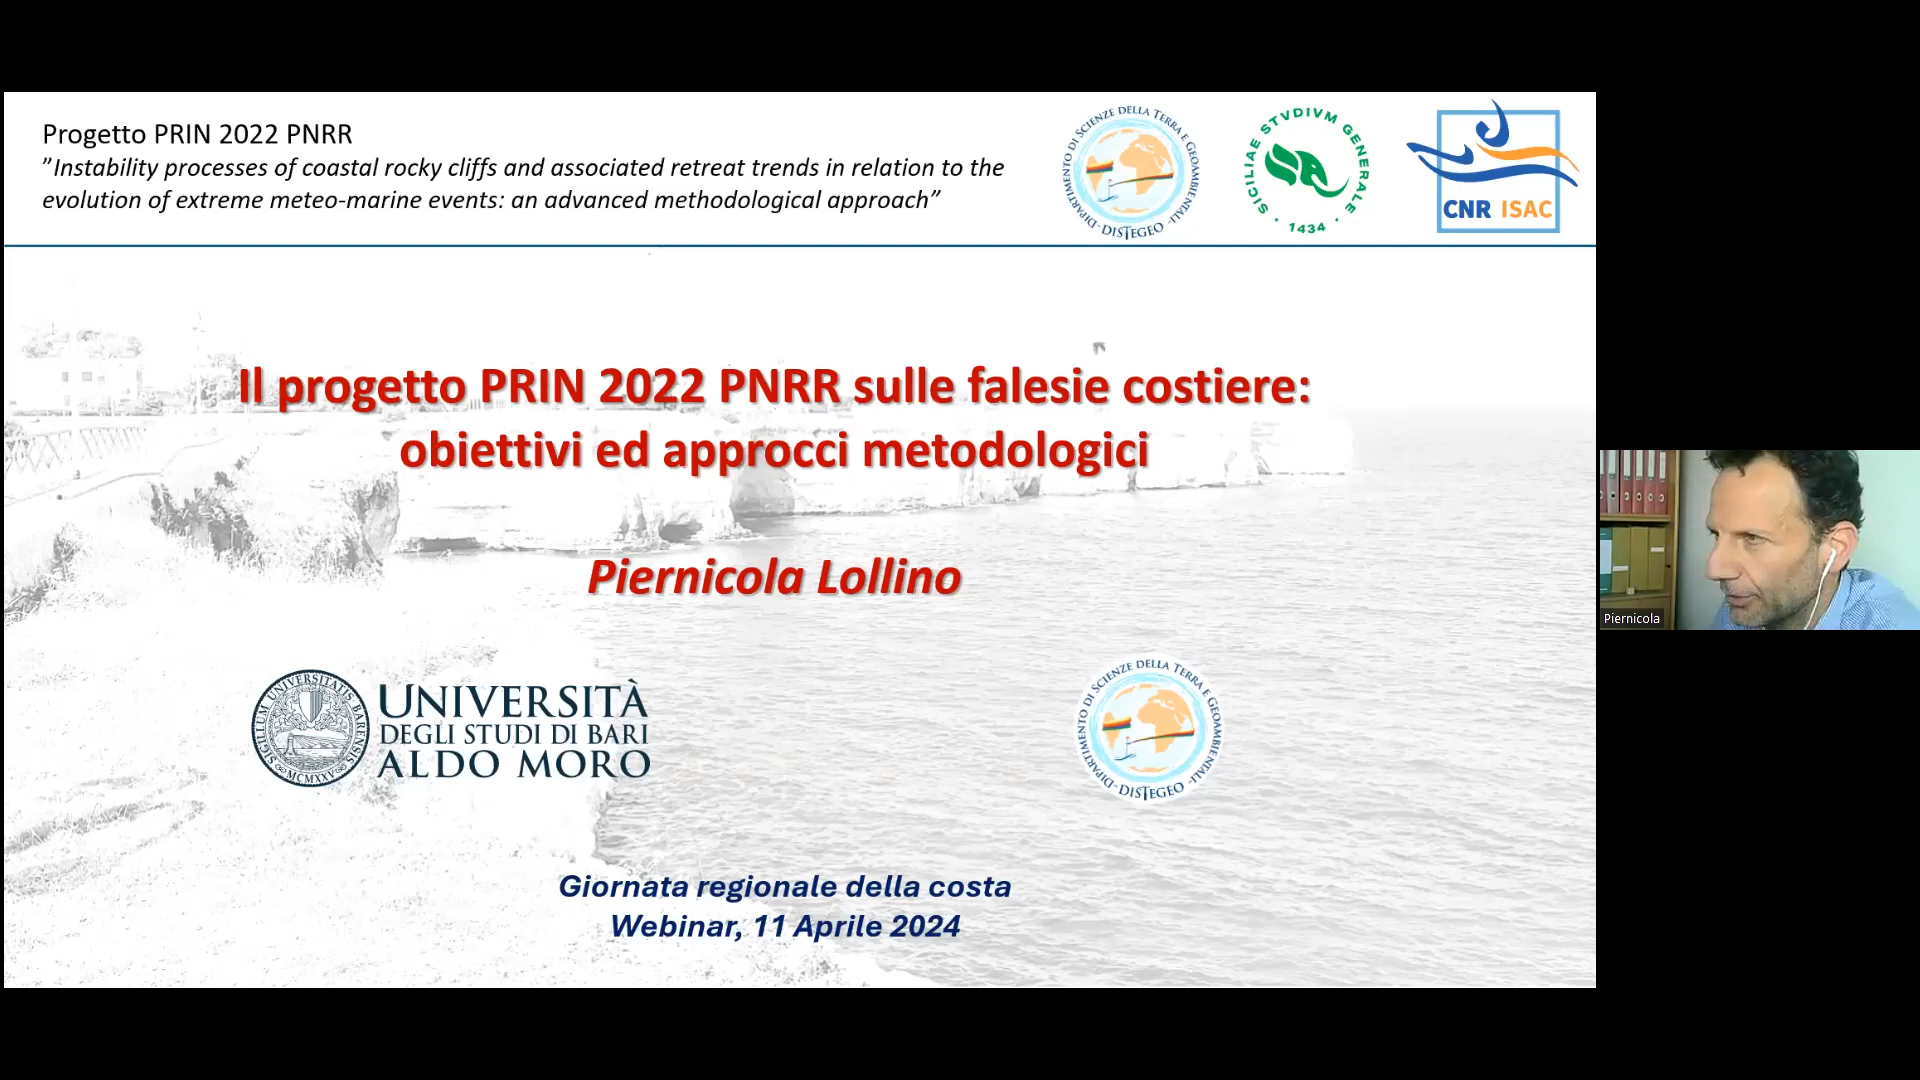 Progetto PRIN 2022 PNRR
”Instability processes of coastal rocky cliffs and associated retreat trends in relation to the
evolution of extreme meteo-marine events: an advanced methodological approach”
DIPARTIMENTO DI SCIENZE DELLA TERRA E GEOAMBIENTALI
-DISTEGEO-
SICILIAE STVDIVM GENERALE
1434
CNR ISAC
Il progetto PRIN 2022 PNRR sulle falesie costiere:
obiettivi ed approcci metodologici
Piernicola Lollino
Piernicola
SIGILLUM UNIVERSITATIS BARENSIS
MCMXXV
UNIVERSITÀ
DEGLI STUDI DI BARI
ALDO MORO
DIPARTIMENTO DI SCIENZE DELLA TERRA E GEOAMBIENTALI
-DISTEGEO-
Giornata regionale della costa
Webinar, 11 Aprile 2024